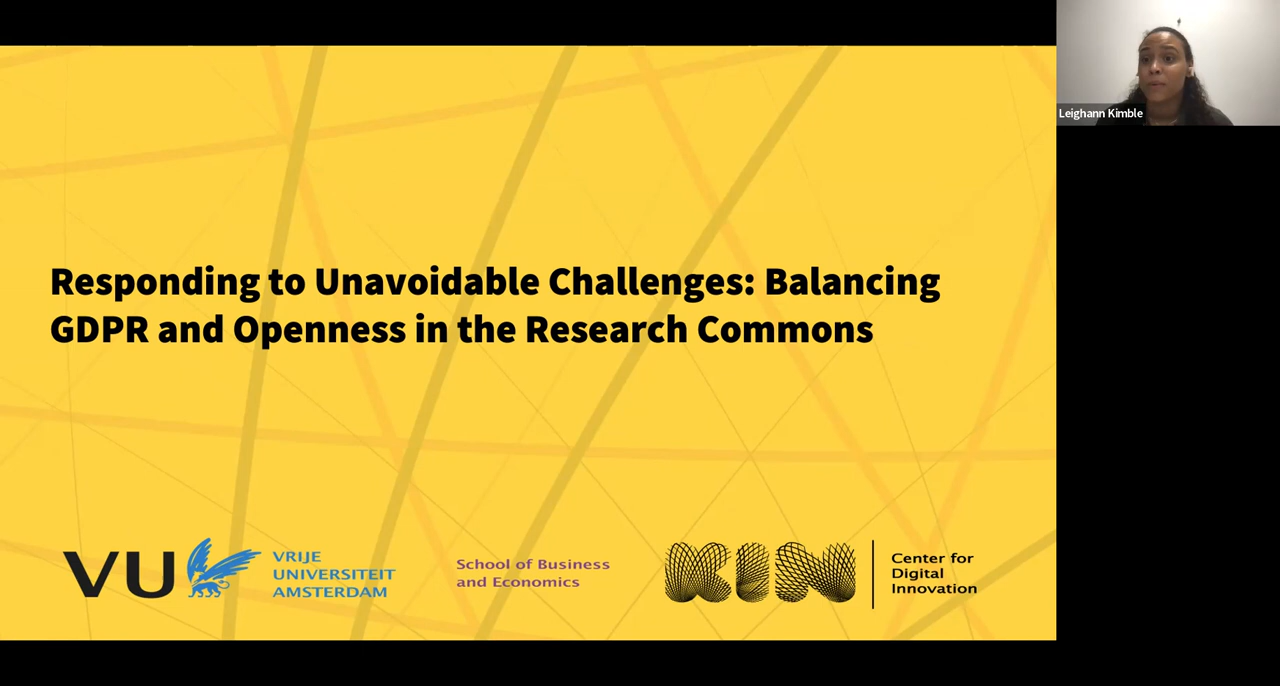 Leighann Kimble
Responding to Unavoidable Challenges: Balancing
GDPR and Openness in the Research Commons
VU
VRIJE
UNIVERSITEIT
AMSTERDAM
School of Business
and Economics
KIN
Center for
Digital
Innovation